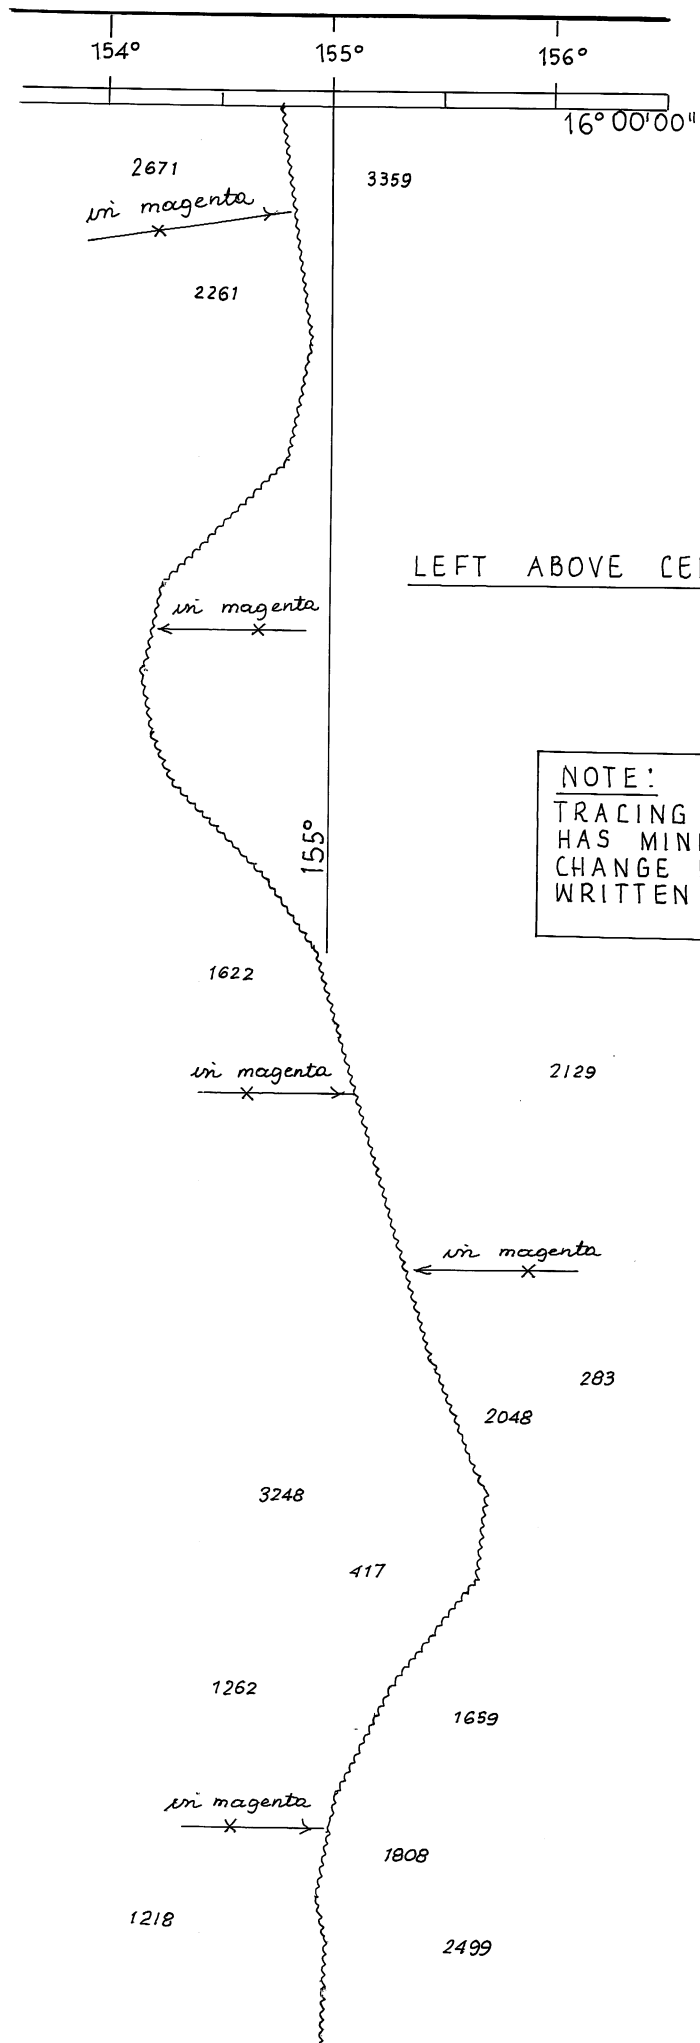 154° 155° 156°
16° 00' 00"
2671
3359
in magenta
2261
LEFT ABOVE
in magenta
NOTE:
TRACING
HAS
CHANGE
WRITTEN
155°
1622
in magenta
2129
in magenta
283
2048
3248
417
1262
1659
in magenta
1808
1218
2499